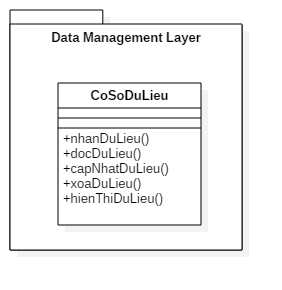 Data Management Layer
CoSoDuLieu
+nhanDuLieu()
+docDuLieu()
+capNhatDuLieu()
+xoaDuLieu()
+hienThiDuLieu()